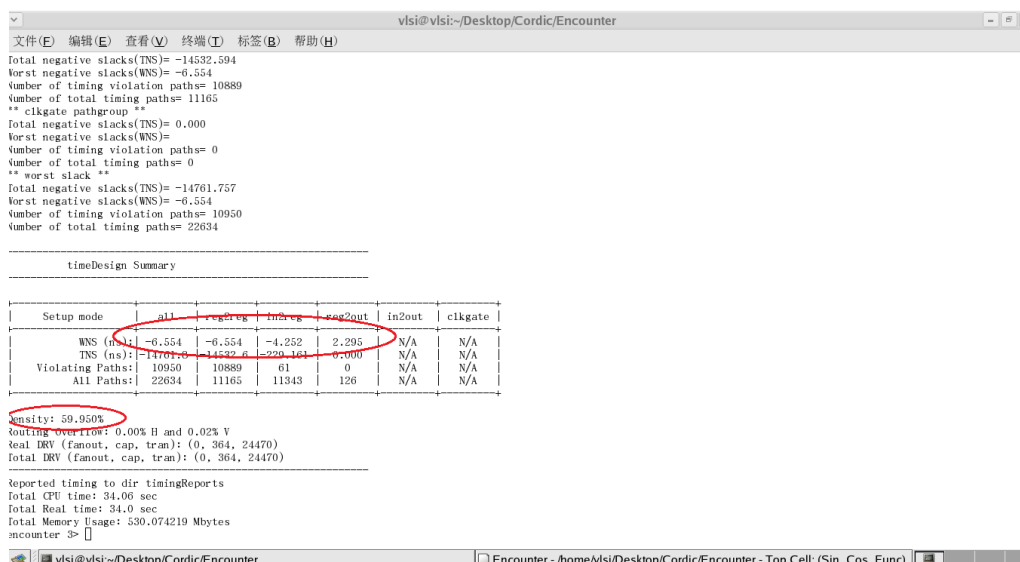 vlsi@vlsi:~/Desktop/Cordic/Encounter
文件(F) 编辑(E) 查看(V) 终端(T) 标签(B) 帮助(H)
Total negative slacks(TNS)= -14532.594
Worst negative slacks(WNS)= -6.554
Number of timing violation paths= 10889
Number of total timing paths= 11165
** clkgate pathgroup **
Total negative slacks(TNS)= 0.000
Worst negative slacks(WNS)=
Number of timing violation paths= 0
Number of total timing paths= 0
** worst slack **
Total negative slacks(TNS)= -14761.757
Worst negative slacks(WNS)= -6.554
Number of timing violation paths= 10950
Number of total timing paths= 22634
timeDesign Summary
| Setup mode | all | reg2reg | in2reg | reg2out | in2out | clkgate |
| WNS (ns):| -6.554 | -6.554 | -4.252 | 2.295 | N/A | N/A |
| TNS (ns):|-14761.8 |-14532.6 |-229.161 | 0.000 | N/A | N/A |
| Violating Paths:| 10950 | 10889 | 61 | 0 | N/A | N/A |
| All Paths:| 22634 | 11165 | 11343 | 126 | N/A | N/A |
Density: 59.950%
Routing Overflow: 0.00% H and 0.02% V
Real DRV (fanout, cap, tran): (0, 364, 24470)
Total DRV (fanout, cap, tran): (0, 364, 24470)
Reported timing to dir timingReports
Total CPU time: 34.06 sec
Total Real time: 34.0 sec
Total Memory Usage: 530.074219 Mbytes
encounter 3>
vlsi@vlsi:~/Desktop/Cordic/Encounter
Encounter - /home/vlsi/Desktop/Cordic/Encounter - Top Cell: (Sin_Cos_Func)